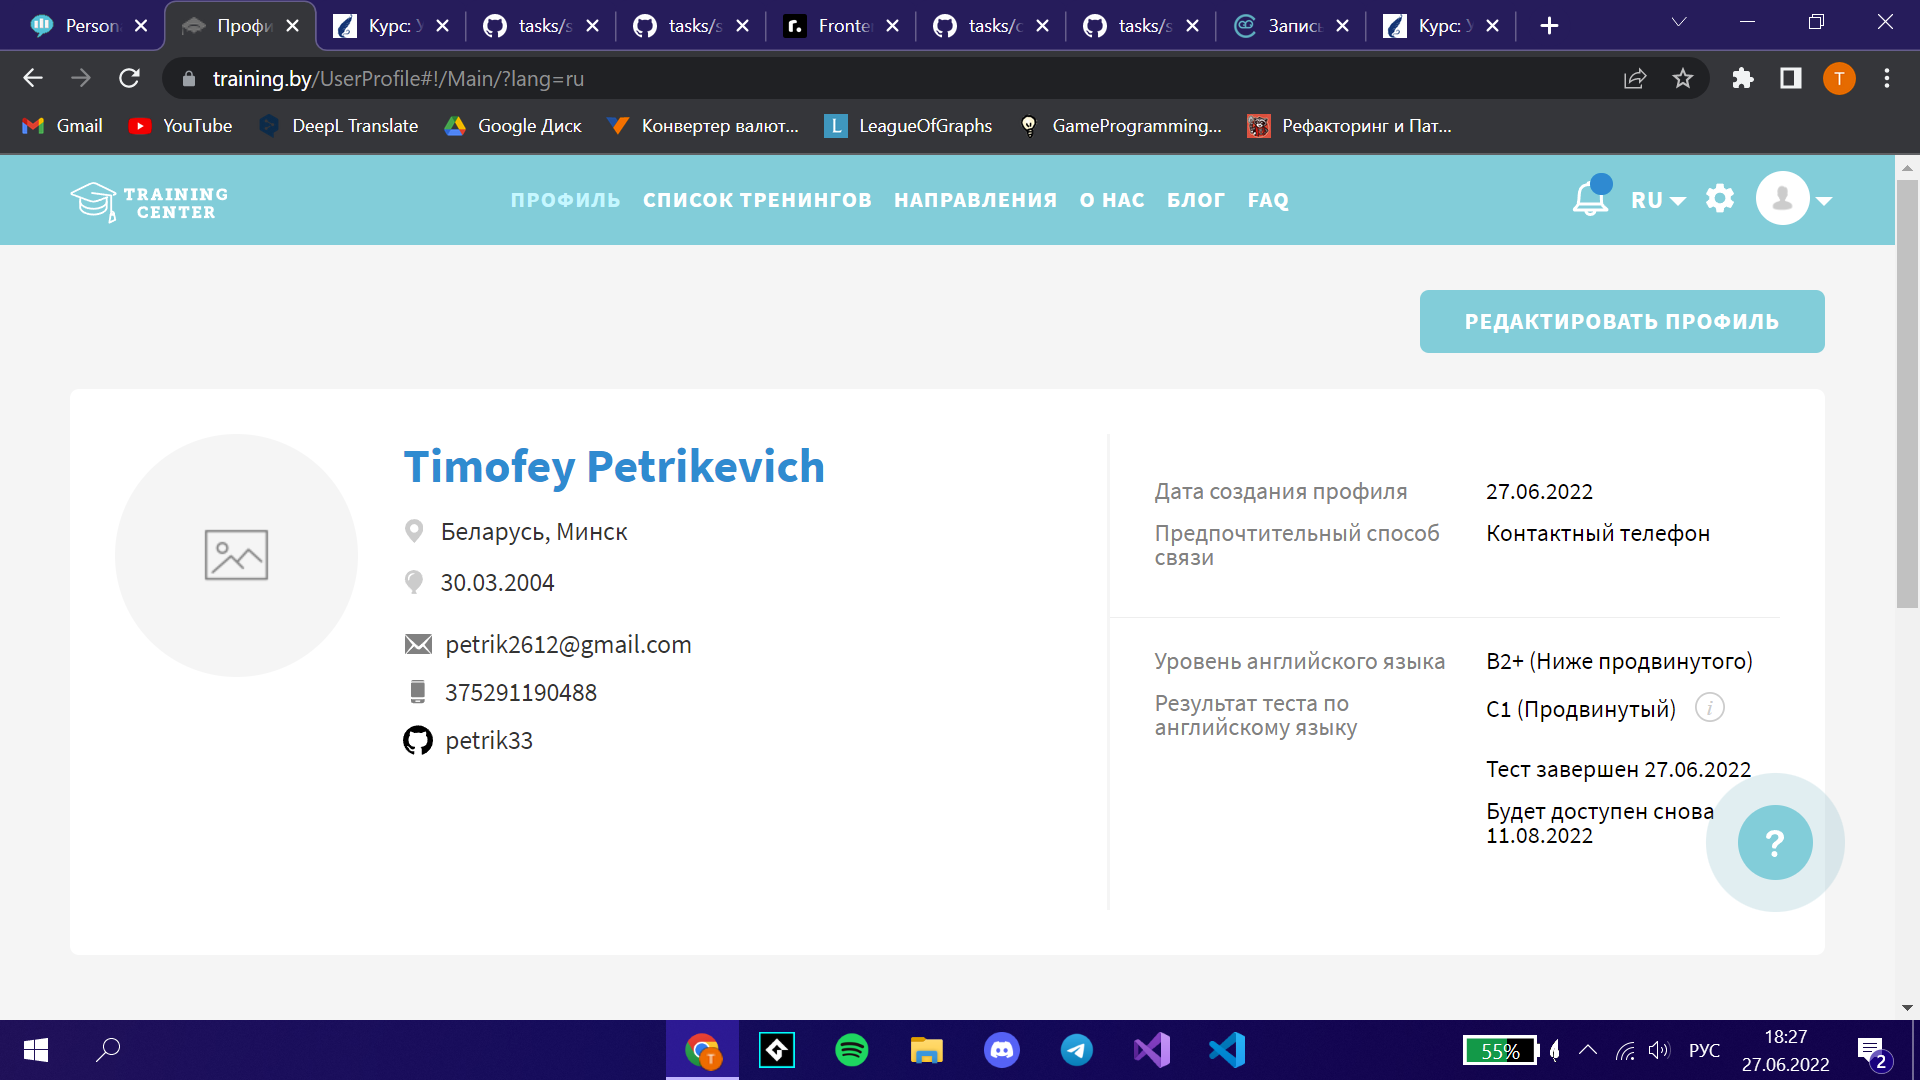 Person
Профи
Курс: У
tasks/s
tasks/s
r.
Fronte
tasks/c
tasks/s
Запись
Курс: У
training.by/UserProfile#!/Main/?lang=ru
T
Gmail
YouTube
DeepL Translate
Google Диск
Конвертер валют...
L
LeagueOfGraphs
GameProgramming...
Рефакторинг и Пат...
TRAINING
CENTER
ПРОФИЛЬ
СПИСОК ТРЕНИНГОВ
НАПРАВЛЕНИЯ
О НАС
БЛОГ
FAQ
RU
РЕДАКТИРОВАТЬ ПРОФИЛЬ
Timofey Petrikevich
Беларусь, Минск
30.03.2004
petrik2612@gmail.com
375291190488
petrik33
Дата создания профиля
27.06.2022
Предпочтительный способ
связи
Контактный телефон
Уровень английского языка
B2+ (Ниже продвинутого)
Результат теста по
английскому языку
C1 (Продвинутый)
i
Тест завершен 27.06.2022
Будет доступен снова
11.08.2022
?
T
55%
РУС
18:27
27.06.2022
2